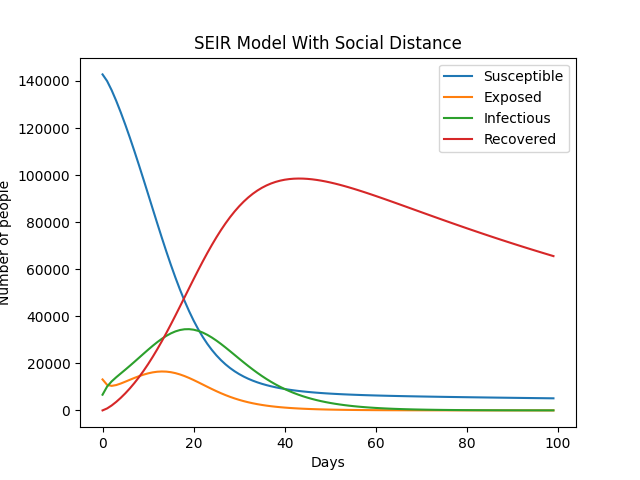 SEIR Model With Social Distance
Susceptible
Exposed
Infectious
Recovered
Number of people
140000
120000
100000
80000
60000
40000
20000
0
0 20 40 60 80 100
Days